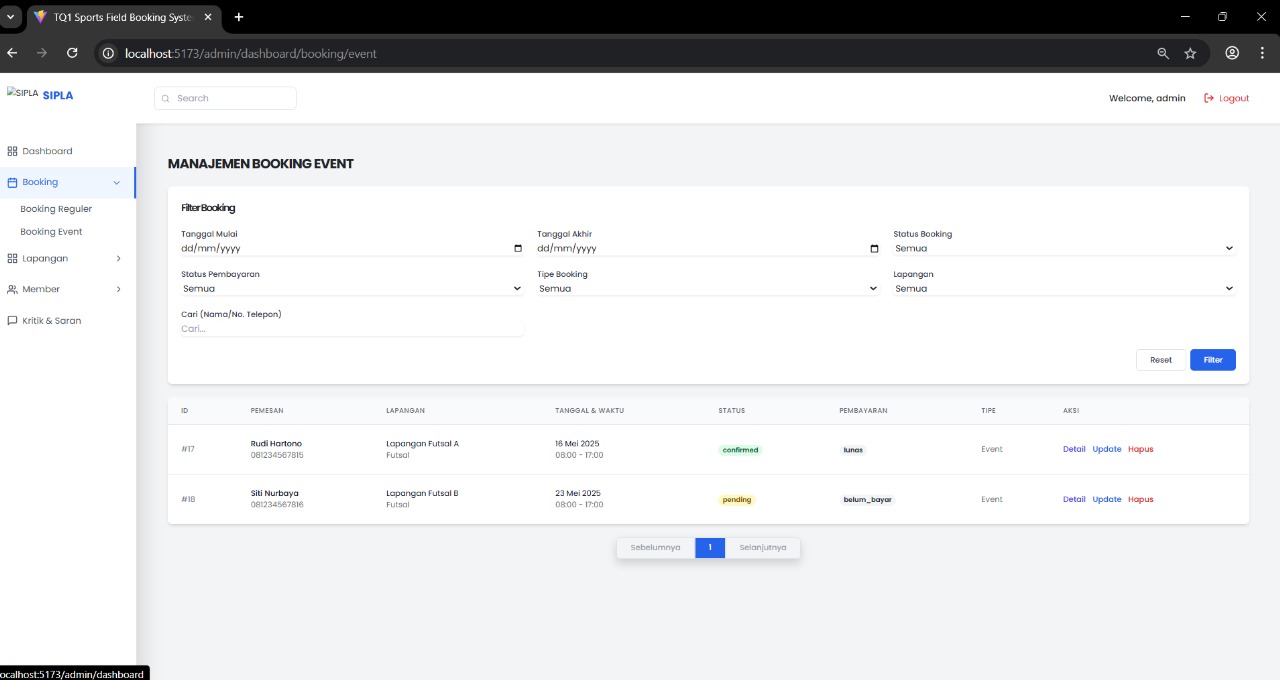 TQ1 Sports Field Booking Syste
localhost:5173/admin/dashboard/booking/event
SIPLA SIPLA
Search
Welcome, admin
Logout
Dashboard
Booking
Booking Reguler
Booking Event
Lapangan
Member
Kritik & Saran
MANAJEMEN BOOKING EVENT
Filter Booking
Tanggal Mulai
dd/mm/yyyy
Tanggal Akhir
dd/mm/yyyy
Status Booking
Semua
Status Pembayaran
Semua
Tipe Booking
Semua
Lapangan
Semua
Cari (Nama/No. Telepon)
Cari...
Reset
Filter
ID PEMESAN LAPANGAN TANGGAL & WAKTU STATUS PEMBAYARAN TIPE AKSI
#17 Rudi Hartono Lapangan Futsal A 16 Mei 2025 confirmed lunas Event Detail Update Hapus
081234567815 Futsal 08:00 - 17:00
#18 Siti Nurbaya Lapangan Futsal B 23 Mei 2025 pending belum_bayar Event Detail Update Hapus
081234567816 Futsal 08:00 - 17:00
Sebelumnya 1 Selanjutnya
ocalhost:5173/admin/dashboard